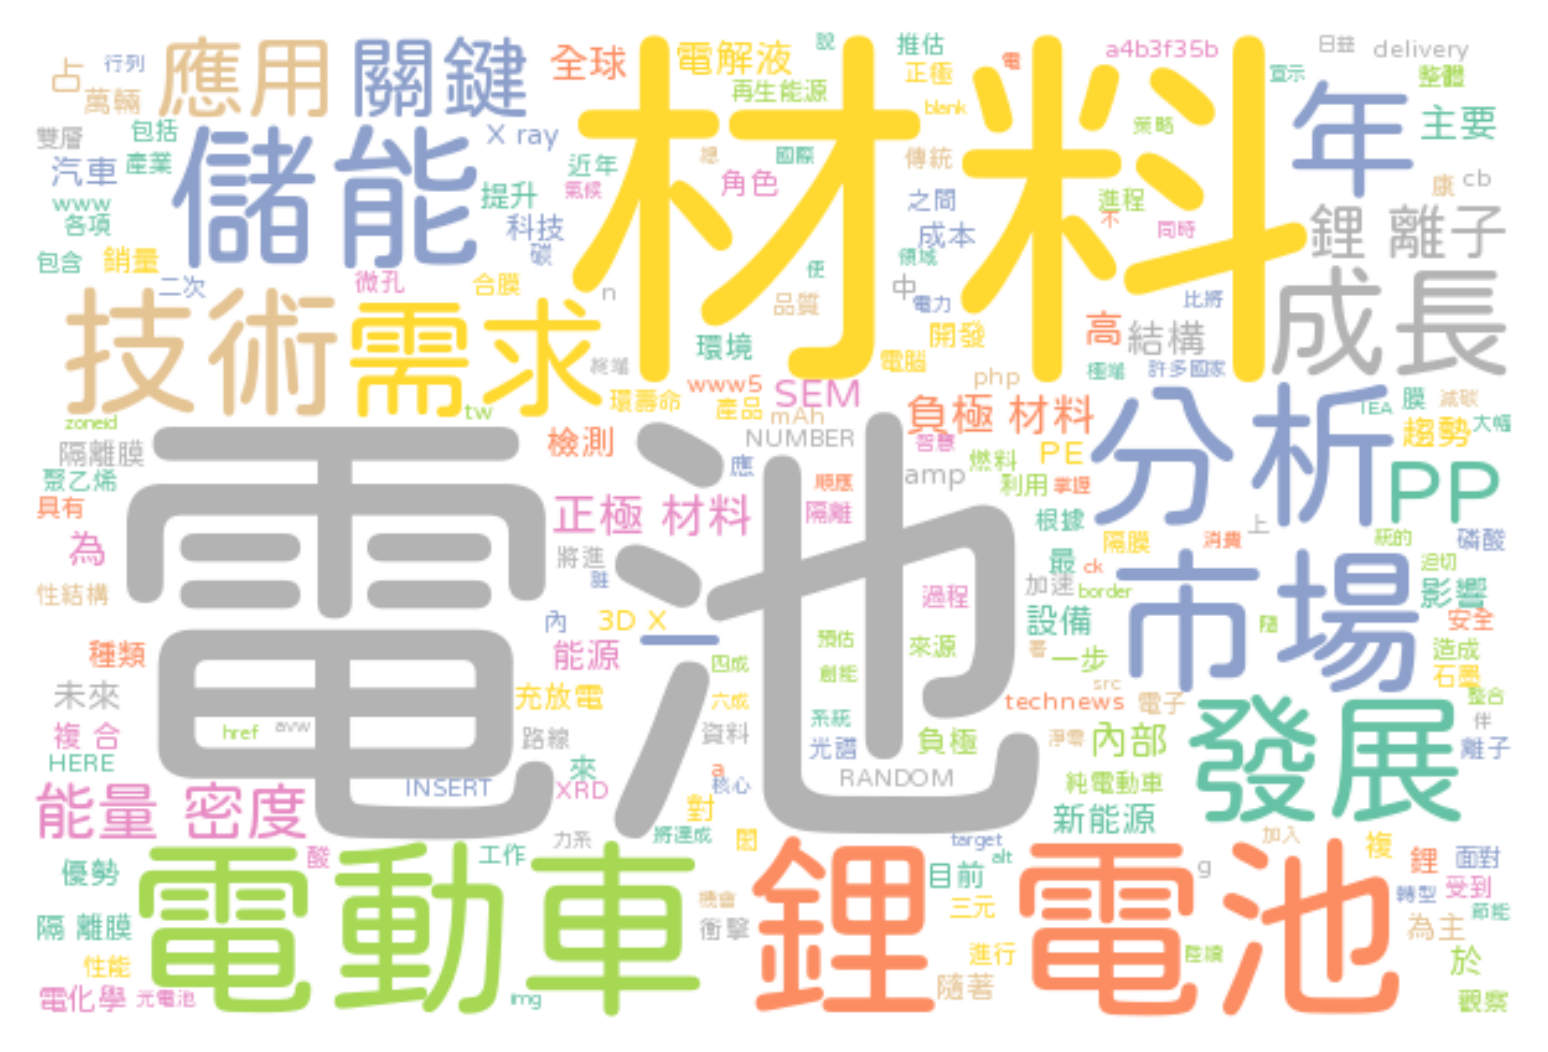 占
行列
應用
關鍵
全球
電解液
說
推估
a4b3f35b
delivery
萬輛
電
正極
宣示
整體
再生能源
blank
年
主要
雙層
包括
儲能
X ray
材料
策略
汽車
產業
近年
總
國際
傳統
www
氣候
角色
康
cb
各項
提升
之間
進程
不
科技
同時
鋰 離子
成本
包含
銷量
碳
領域
便
二次
微孔
合膜
n
品質
中
電力
比將
成長
技術
需求
環境
開發
高
結構
電腦
極端
許多國家
終端
www5
SEM
php
環壽命
產品
mAh
負極 材料
分析
IEA
膜
減碳
zoneid
tw
趨勢
大幅
隔離膜
檢測
NUMBER
智慧
PE
聚乙烯
電池
應
amp
燃料
PP
利用
掌握
順應
具有
正極 材料
隔離
根據
上
為
隔膜
消費
統的
磷酸
將進
最
ck
迫切
性結構
加速
border
影響
過程
市場
內
3D X
設備
隨
安全
一
預估
種類
能源
來源
一步
造成
四成
創能
石墨
未來
充放電
六成
src
technews
電子
整合
href
avw
系統
發展
伴
複 合
路線
資料
光譜
負極
淨零
內部
離子
HERE
來
a
INSERT
XRD
核心
RANDOM
純電動車
能量 密度
對
新能源
力系
將達成
target
加入
電動車
酸
工作
鋰電池
alt
複
優勢
目前
g
鋰
面對
機會
三元
轉型
受到
節能
隔 離膜
衝擊
為主
性能
進行
陸續
於
電化學
img
隨著
觀察